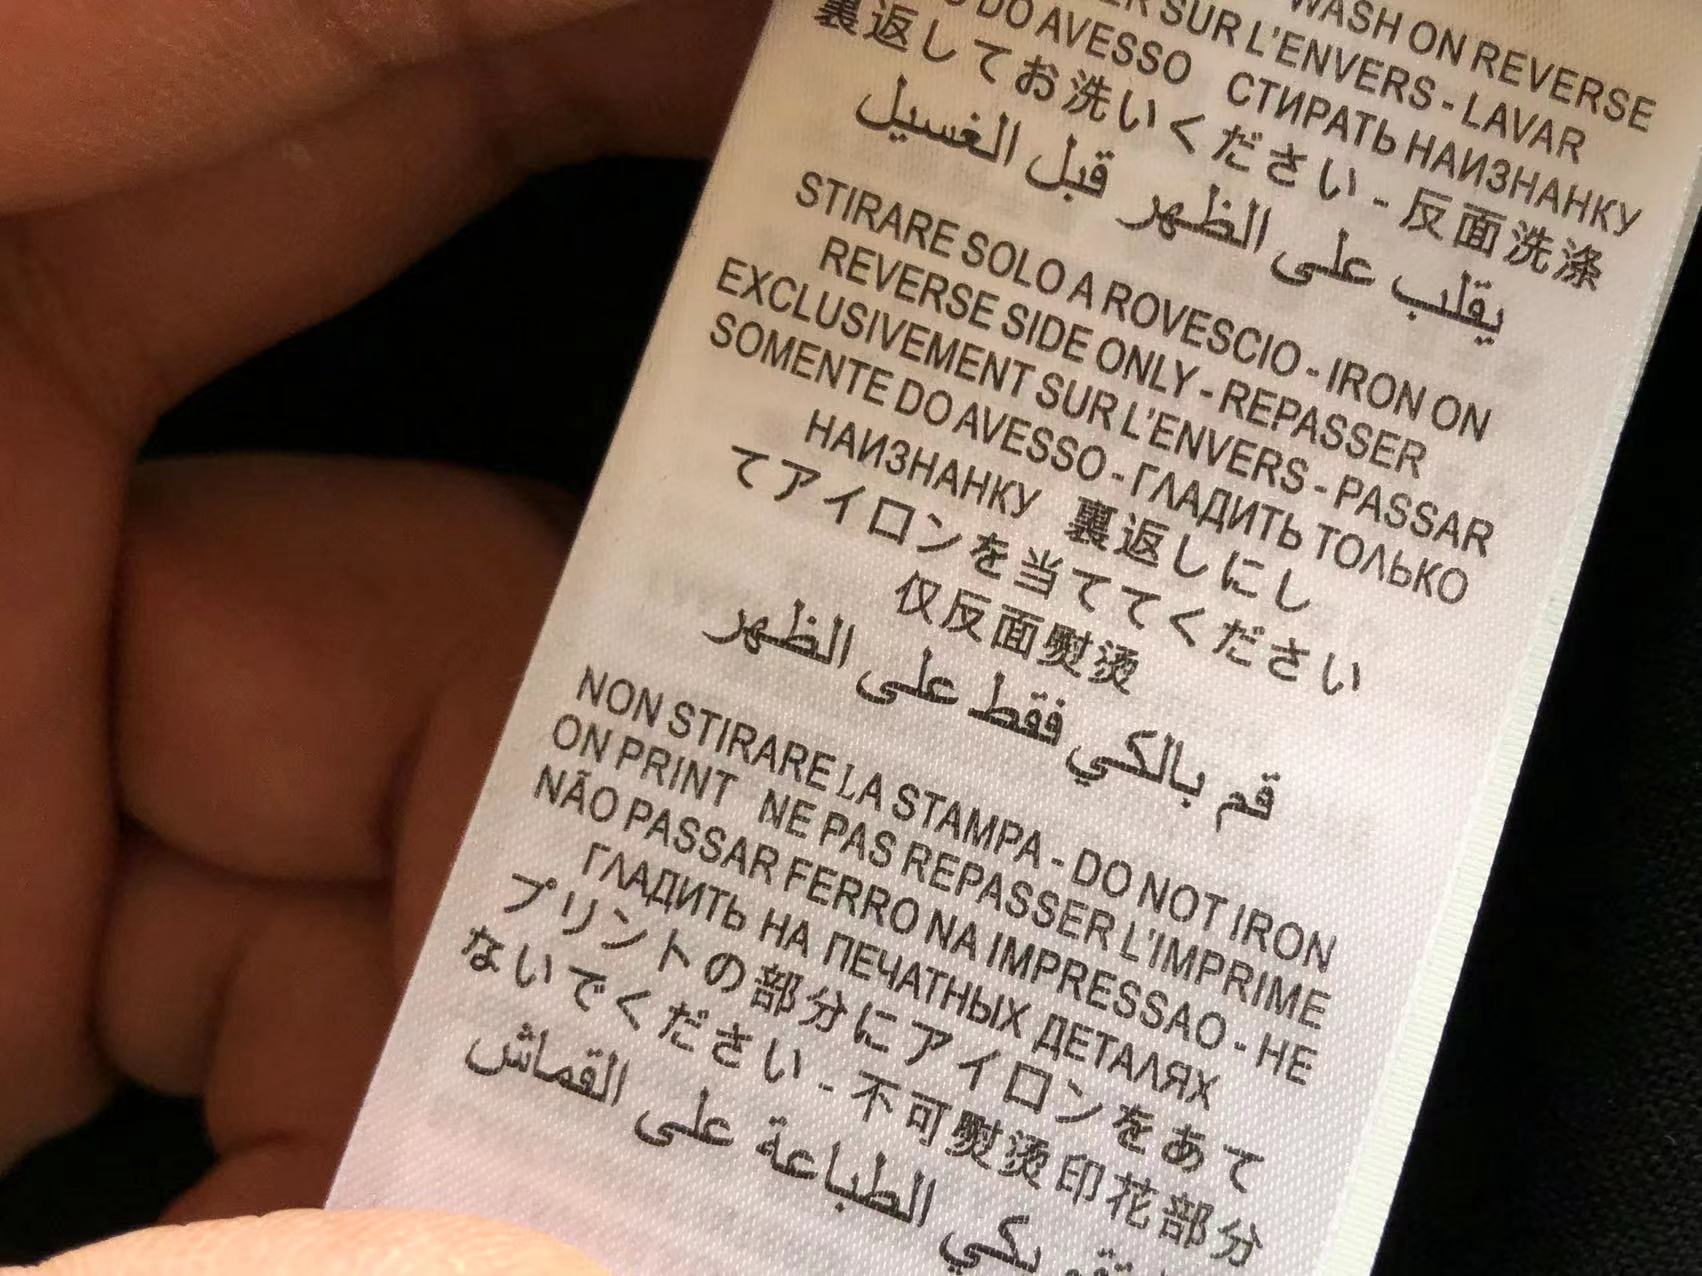 WASH ON REVERSE
SUR L'ENVERS - LAVAR
DO AVESSO СТИРАТЬ НАИЗНАНКУ
裏返してお洗いください - 反面洗涤
يقلب على الظهر قبل الغسيل
STIRARE SOLO A ROVESCIO - IRON ON
REVERSE SIDE ONLY - REPASSER
EXCLUSIVEMENT SUR L'ENVERS - PASSAR
SOMENTE DO AVESSO - ГЛАДИТЬ ТОЛЬКО
НАИЗНАНКУ 裏返しにし
てアイロンを当ててください
仅反面熨烫
قم بالكي فقط على الظهر
NON STIRARE LA STAMPA - DO NOT IRON
ON PRINT NE PAS REPASSER L'IMPRIME
NÃO PASSAR FERRO NA IMPRESSAO - НЕ
ГЛАДИТЬ НА ПЕЧАТНЫХ ДЕТАЛЯХ
プリントの部分にアイロンをあて
ないでください - 不可熨烫印花部分
الطباعة على القماش